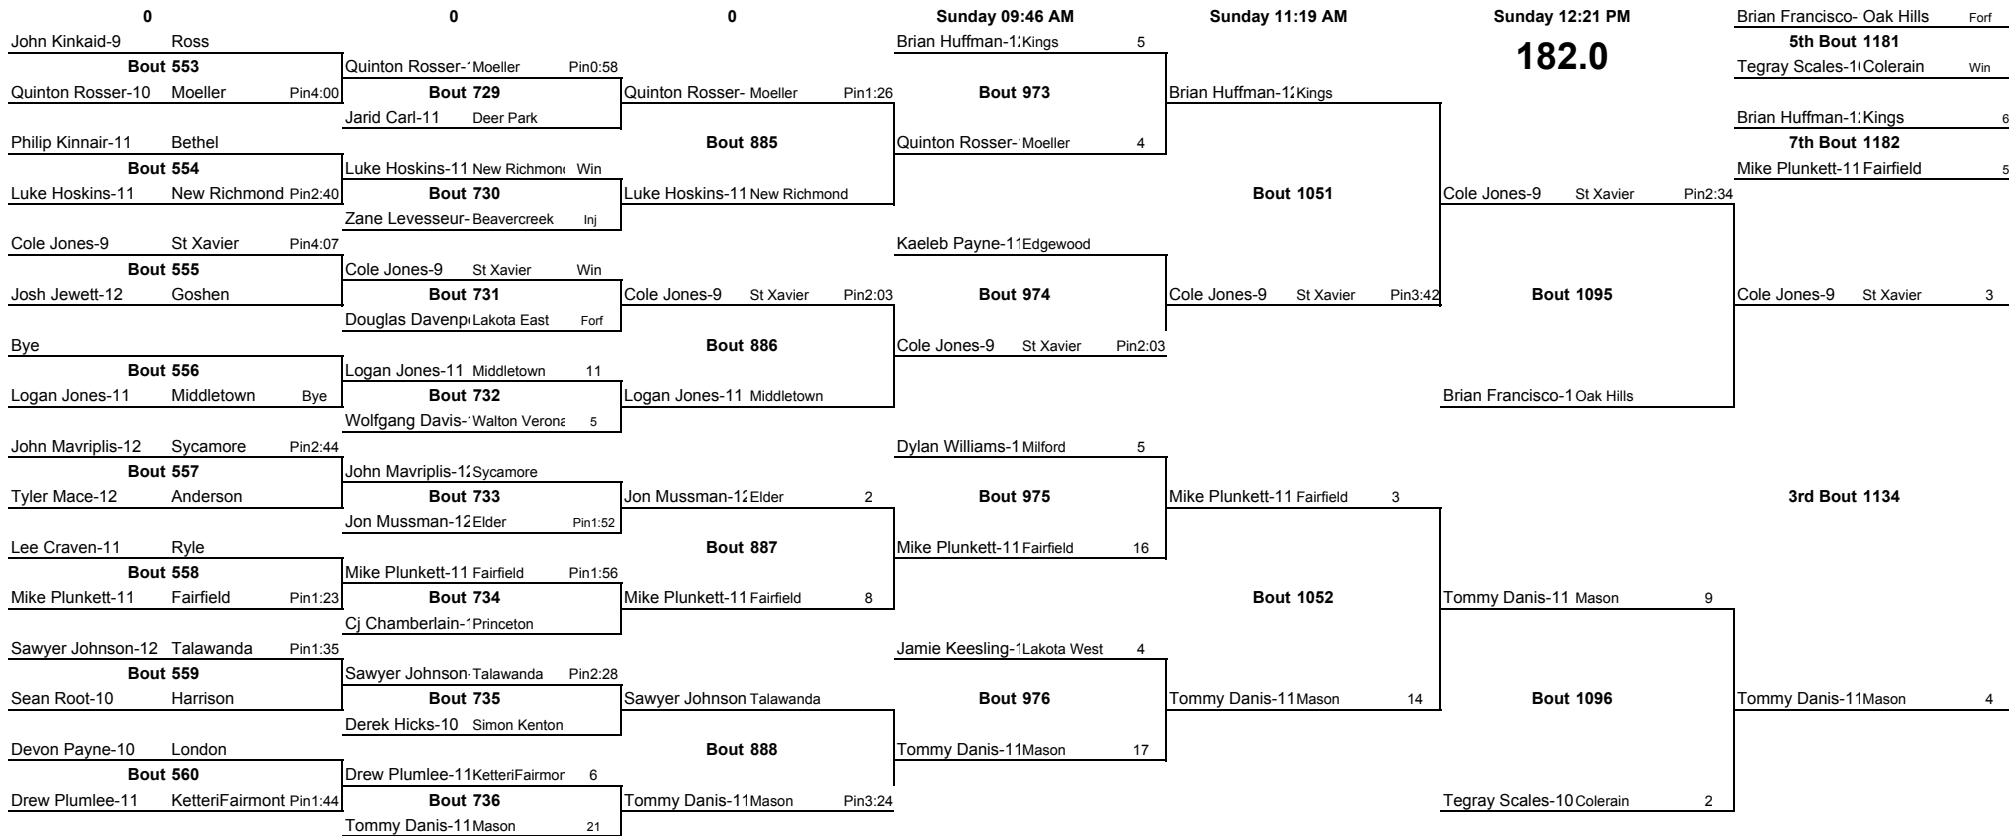 0 0 0 Sunday 09:46 AM Sunday 11:19 AM Sunday 12:21 PM Brian Francisco- Oak Hills Forf
John Kinkaid-9 Ross Brian Huffman-1 Kings 5 182.0 5th Bout 1181
Bout 553 Quinton Rosser- Moeller Pin0:58 Bout 973 Tegray Scales-1 Colerain Win
Quinton Rosser-10 Moeller Pin4:00 Bout 729 Quinton Rosser- Moeller Pin1:26 Brian Huffman-12 Kings
Jarid Carl-11 Deer Park Brian Huffman-1 Kings 6
Philip Kinnair-11 Bethel Bout 885 Quinton Rosser- Moeller 4 7th Bout 1182
Bout 554 Luke Hoskins-11 New Richmon Win Mike Plunkett-11 Fairfield 5
Luke Hoskins-11 New Richmond Pin2:40 Bout 730 Luke Hoskins-11 New Richmond Bout 1051 Cole Jones-9 St Xavier Pin2:34
Zane Levesseur- Beavercreek Inj
Cole Jones-9 St Xavier Pin4:07 Kaeleb Payne-11 Edgewood
Bout 555 Cole Jones-9 St Xavier Win
Josh Jewett-12 Goshen Bout 731 Cole Jones-9 St Xavier Pin2:03 Bout 974 Cole Jones-9 St Xavier Pin3:42 Bout 1095 Cole Jones-9 St Xavier 3
Douglas Davenp Lakota East Forf
Bye Bout 886 Cole Jones-9 St Xavier Pin2:03
Bout 556 Logan Jones-11 Middletown 11
Logan Jones-11 Middletown Bye Bout 732 Logan Jones-11 Middletown Brian Francisco-1 Oak Hills
Wolfgang Davis- Walton Verona 5
John Mavriplis-12 Sycamore Pin2:44 Dylan Williams-1 Milford 5
Bout 557 John Mavriplis-12 Sycamore
Tyler Mace-12 Anderson Bout 733 Jon Mussman-12 Elder 2 Bout 975 Mike Plunkett-11 Fairfield 3 3rd Bout 1134
Jon Mussman-12 Elder Pin1:52
Lee Craven-11 Ryle Bout 887 Mike Plunkett-11 Fairfield 16
Bout 558 Mike Plunkett-11 Fairfield Pin1:56
Mike Plunkett-11 Fairfield Pin1:23 Bout 734 Mike Plunkett-11 Fairfield 8 Bout 1052 Tommy Danis-11 Mason 9
Cj Chamberlain- Princeton
Sawyer Johnson-12 Talawanda Pin1:35 Jamie Keesling-1 Lakota West 4
Bout 559 Sawyer Johnson- Talawanda Pin2:28
Sean Root-10 Harrison Bout 735 Sawyer Johnson Talawanda Bout 976 Tommy Danis-11 Mason 14 Bout 1096 Tommy Danis-11 Mason 4
Derek Hicks-10 Simon Kenton
Devon Payne-10 London Bout 888 Tommy Danis-11 Mason 17
Bout 560 Drew Plumlee-11 KetteriFairmor 6
Drew Plumlee-11 KetteriFairmont Pin1:44 Bout 736 Tommy Danis-11 Mason Pin3:24 Tegray Scales-10 Colerain 2
Tommy Danis-11 Mason 21